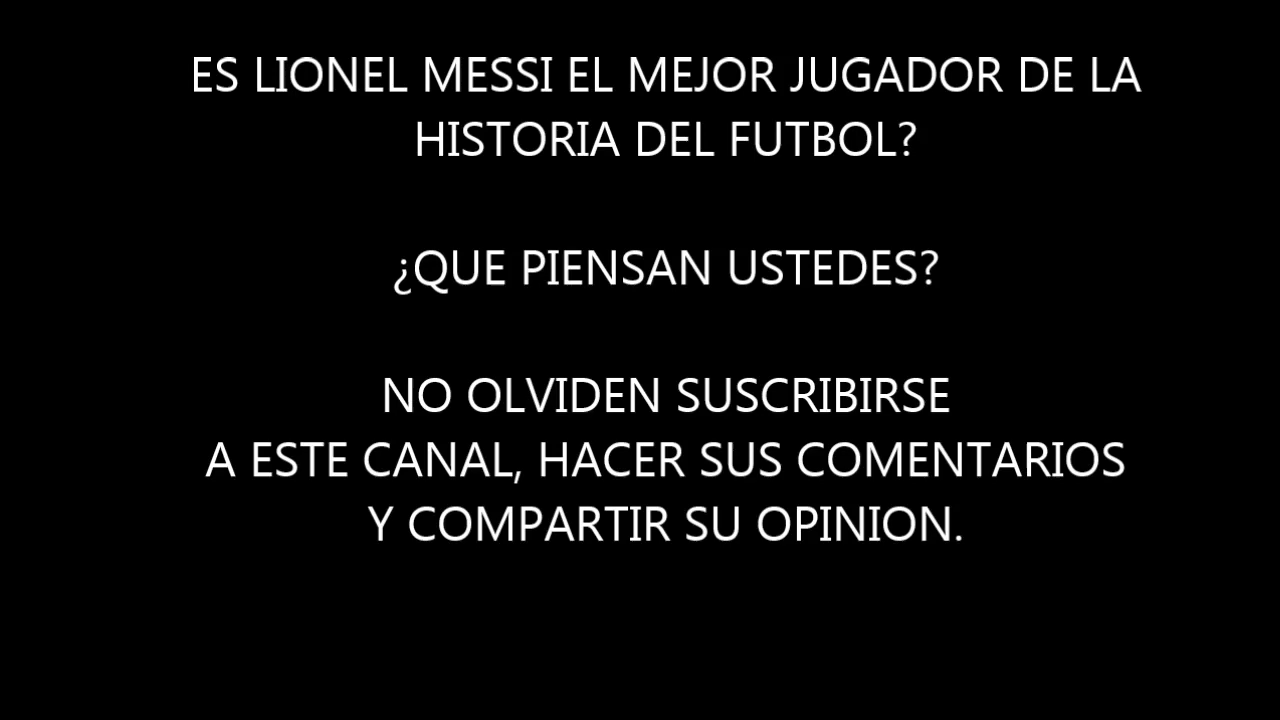 ES LIONEL MESSI EL MEJOR JUGADOR DE LA
HISTORIA DEL FUTBOL?
¿QUE PIENSAN USTEDES?
NO OLVIDEN SUSCRIBIRSE
A ESTE CANAL, HACER SUS COMENTARIOS
Y COMPARTIR SU OPINION.